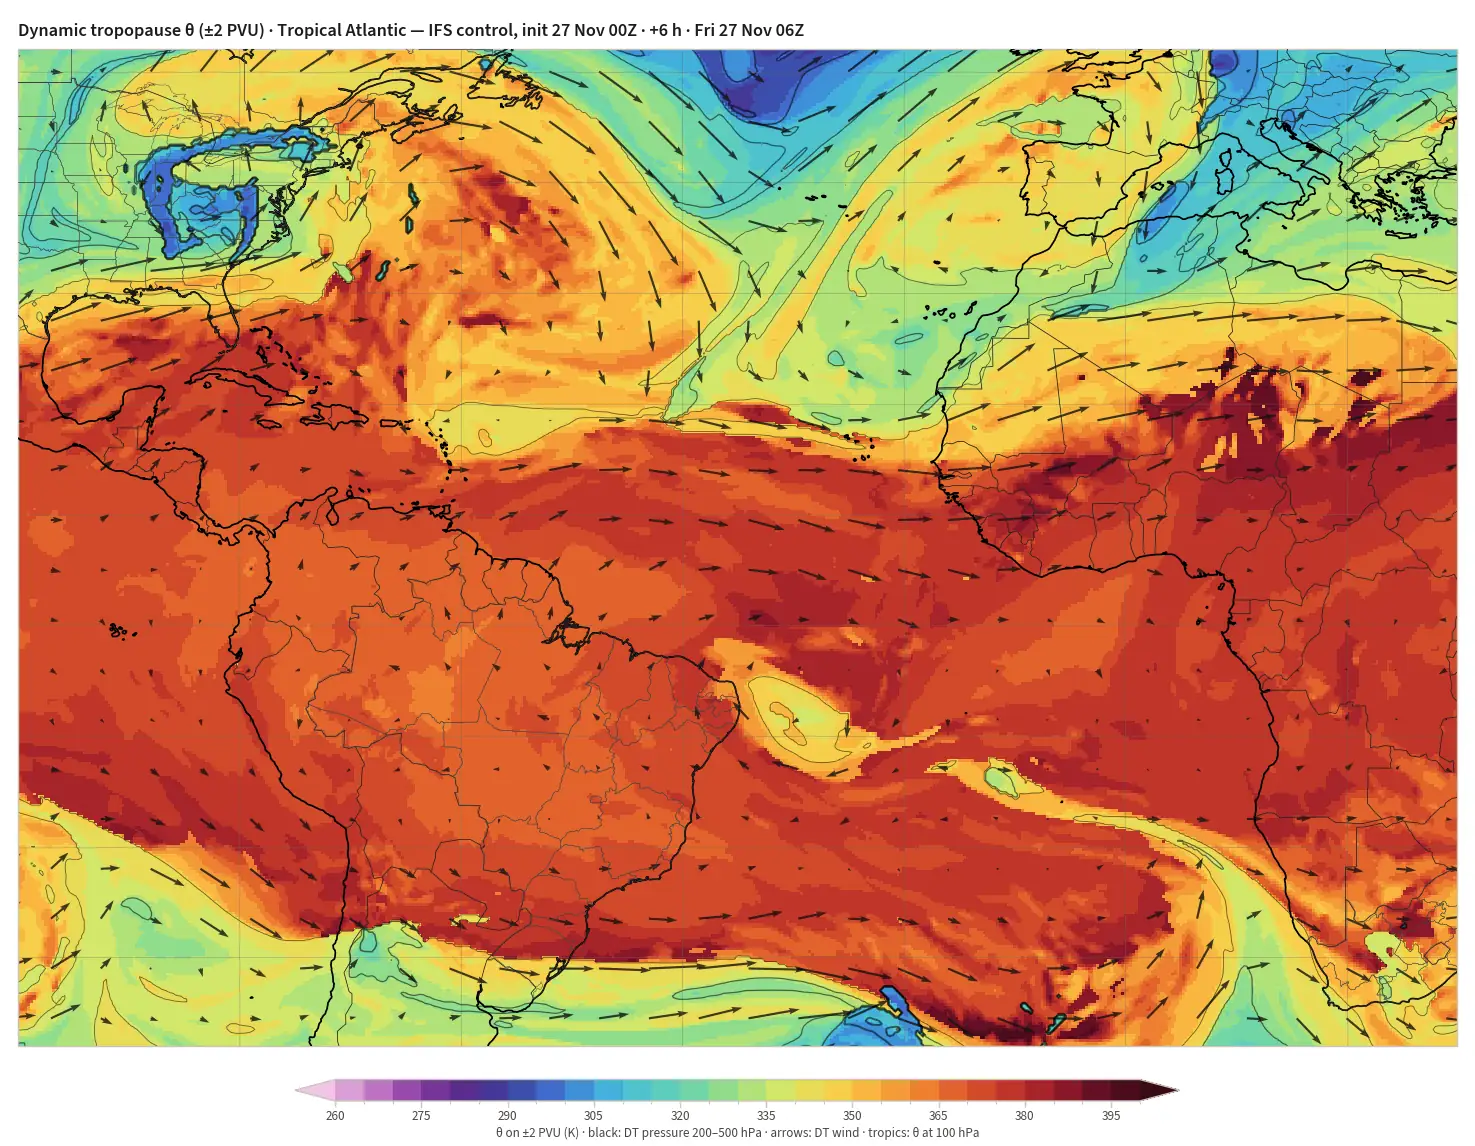 Dynamic tropopause θ (±2 PVU) · Tropical Atlantic — IFS control, init 27 Nov 00Z · +6 h · Fri 27 Nov 06Z
260 275 290 305 320 335 350 365 380 395
θ on ±2 PVU (K) · black: DT pressure 200–500 hPa · arrows: DT wind · tropics: θ at 100 hPa